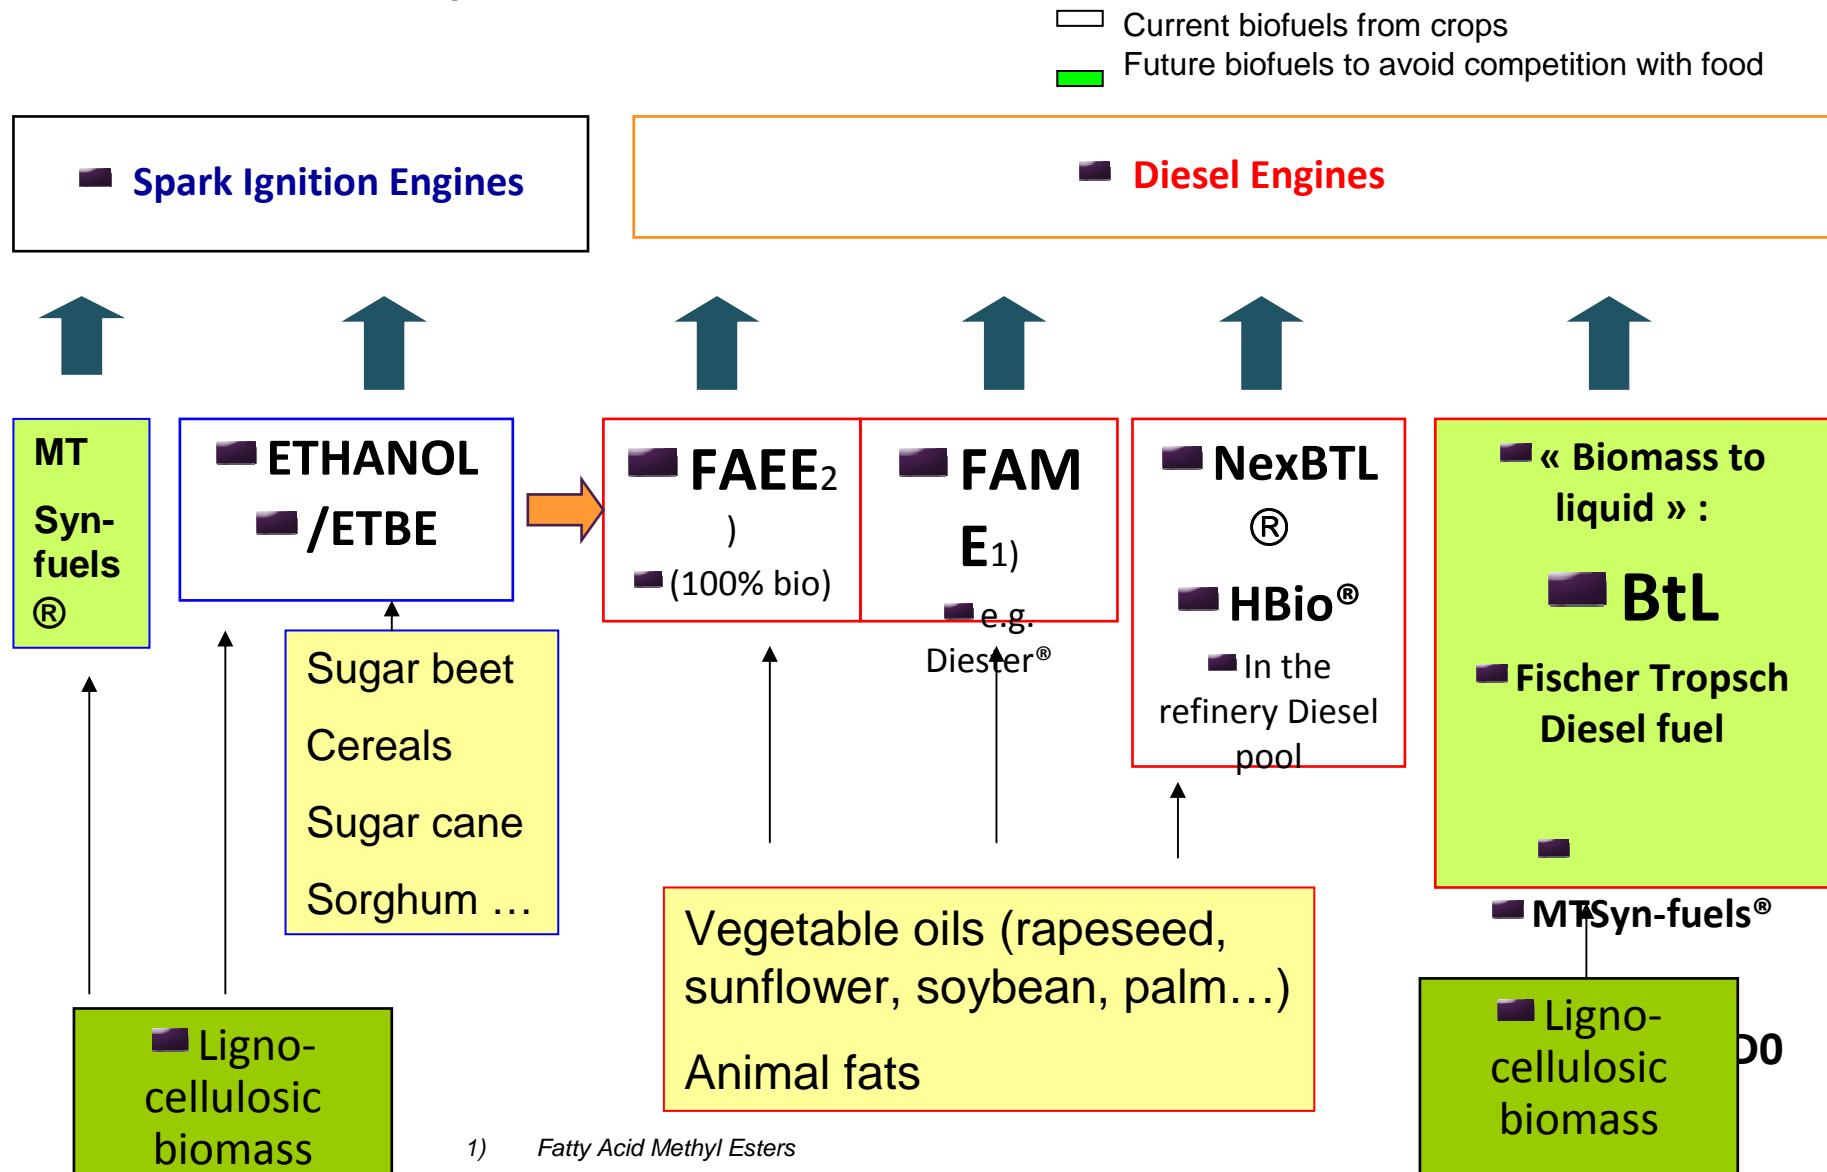 Current biofuels from crops
Future biofuels to avoid competition with food
Spark Ignition Engines
Diesel Engines
MT
Syn-
fuels
®
ETHANOL
/ETBE
FAEE2
)
(100% bio)
FAM
E1)
e.g.
Diester®
NexBTL
®
HBio®
In the
refinery Diesel
pool
« Biomass to
liquid » :
BtL
Fischer Tropsch
Diesel fuel
MTSyn-fuels®
Sugar beet
Cereals
Sugar cane
Sorghum …
Vegetable oils (rapeseed,
sunflower, soybean, palm…)
Animal fats
Ligno-
cellulosic
biomass
Ligno-
cellulosic
biomass
1) Fatty Acid Methyl Esters